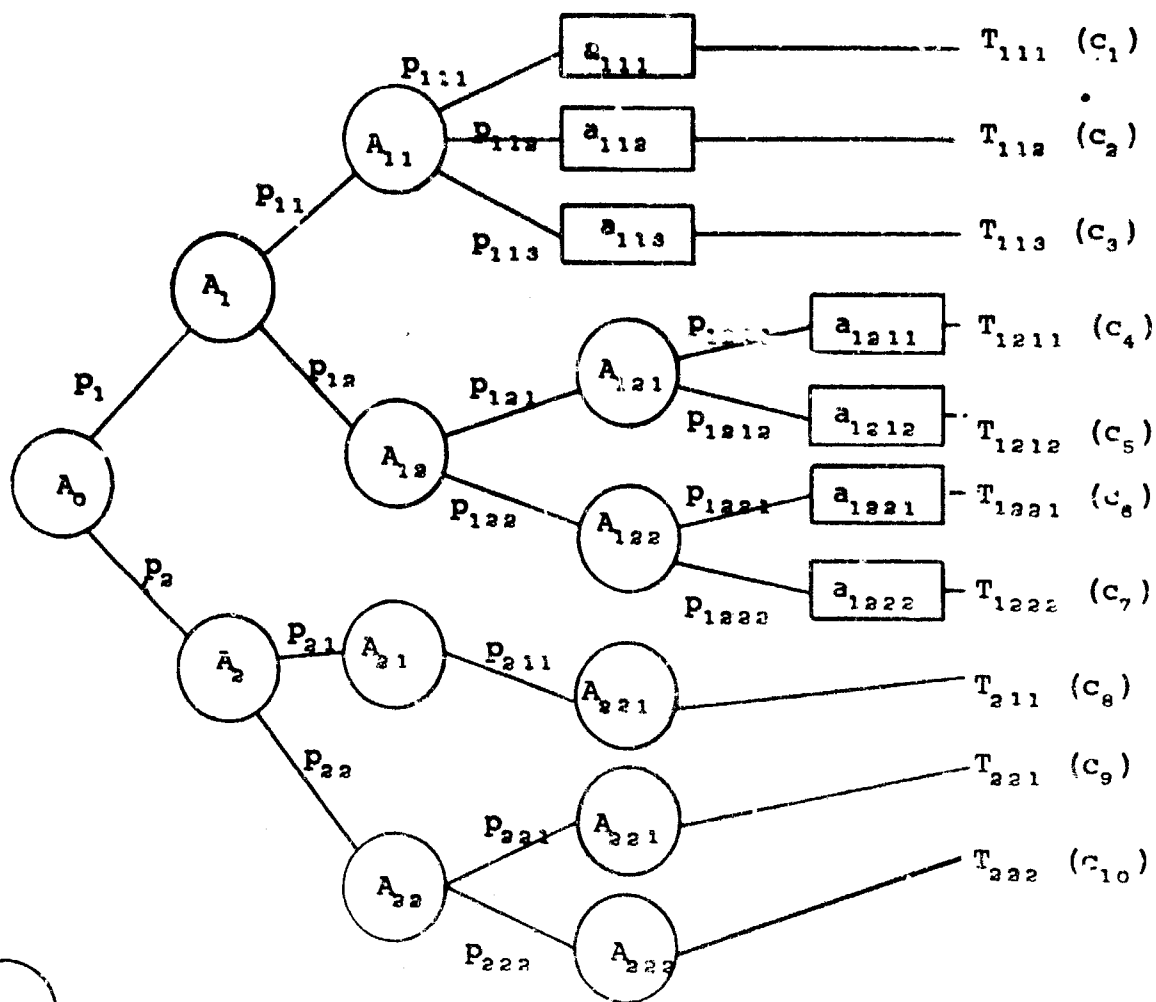 p₁₁₁ a₁₁₁ T₁₁₁ (c₁)
A₁₁ p₁₁₂ a₁₁₂ T₁₁₂ (c₂)
p₁₁
p₁₁₃ a₁₁₃ T₁₁₃ (c₃)
A₁
a₁₂₁₁ T₁₂₁₁ (c₄)
p₁ p₁₂ p₁₂₁ A₁₂₁
p₁₂₁₂ a₁₂₁₂ T₁₂₁₂ (c₅)
A₀ A₁₂
p₁₂₂ p₁₂₂₁ a₁₂₂₁ T₁₂₂₁ (c₆)
A₁₂₂
p₂ p₁₂₂₂ a₁₂₂₂ T₁₂₂₂ (c₇)
A₂ p₂₁ A₂₁ p₂₁₁
A₂₂₁ T₂₁₁ (c₈)
p₂₂ T₂₂₁ (c₉)
p₂₂₁ A₂₂₁
A₂₂ T₂₂₂ (c₁₀)
p₂₂₂ A₂₂₂